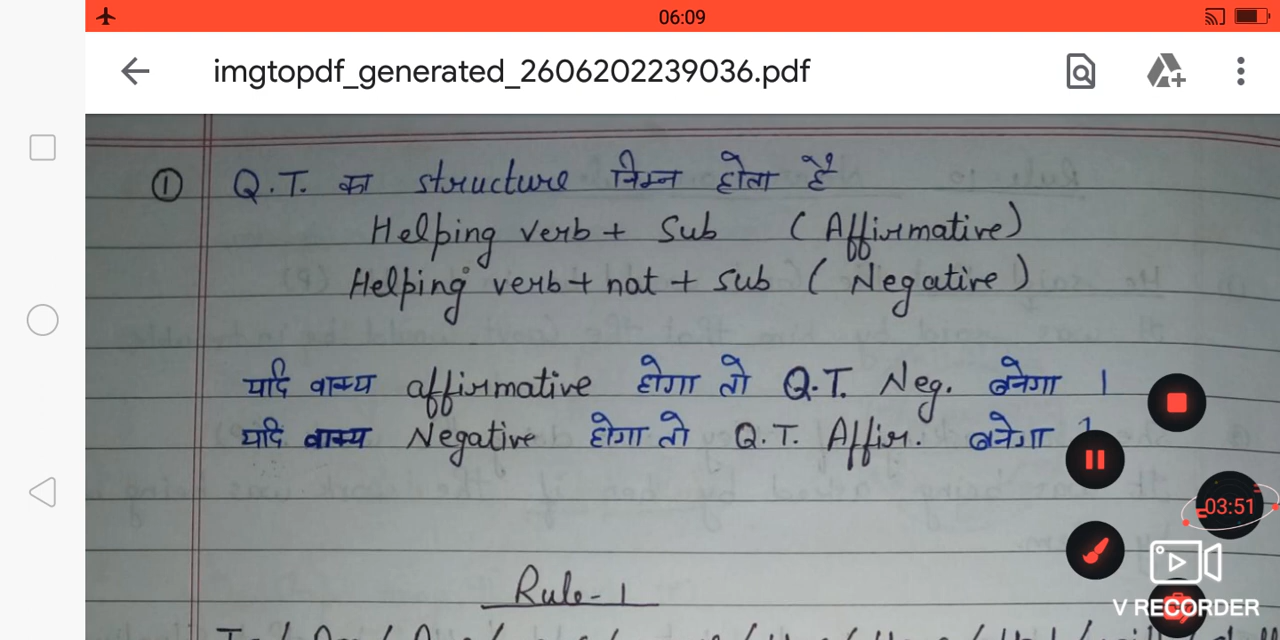 06:09
imgtopdf_generated_2606202239036.pdf
① Q.T. का structure निम्न होता है
Helping verb + Sub (Affirmative)
Helping verb + not + sub (Negative)
यदि वाक्य affirmative होगा तो Q.T. Neg. बनेगा ।
यदि वाक्य Negative होगा तो Q.T. Affir. बनेगा
03:51
Rule-1
V RECORDER